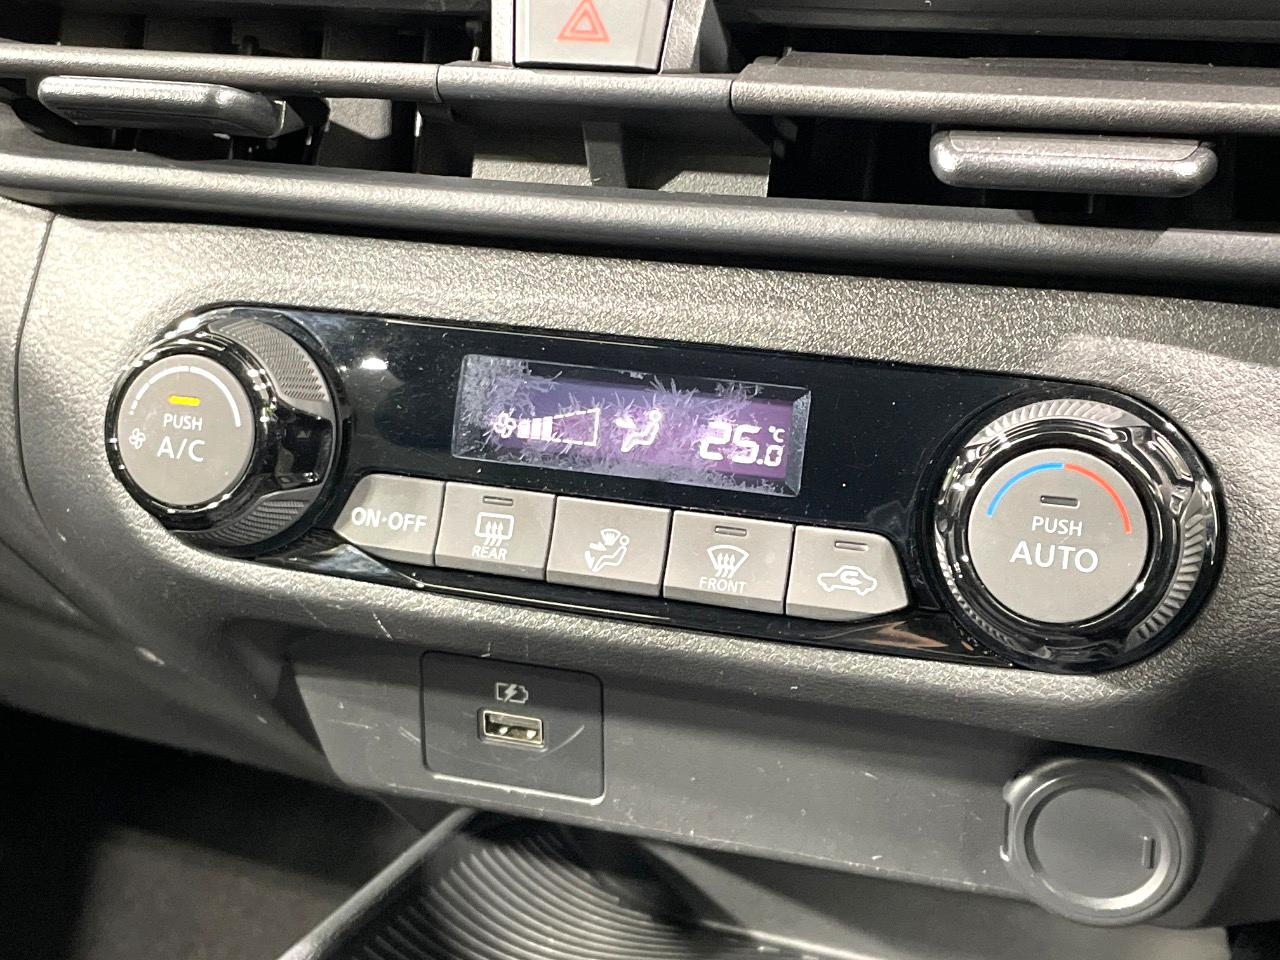 PUSH
A/C
25.0 °C
ON·OFF
REAR
FRONT
PUSH
AUTO